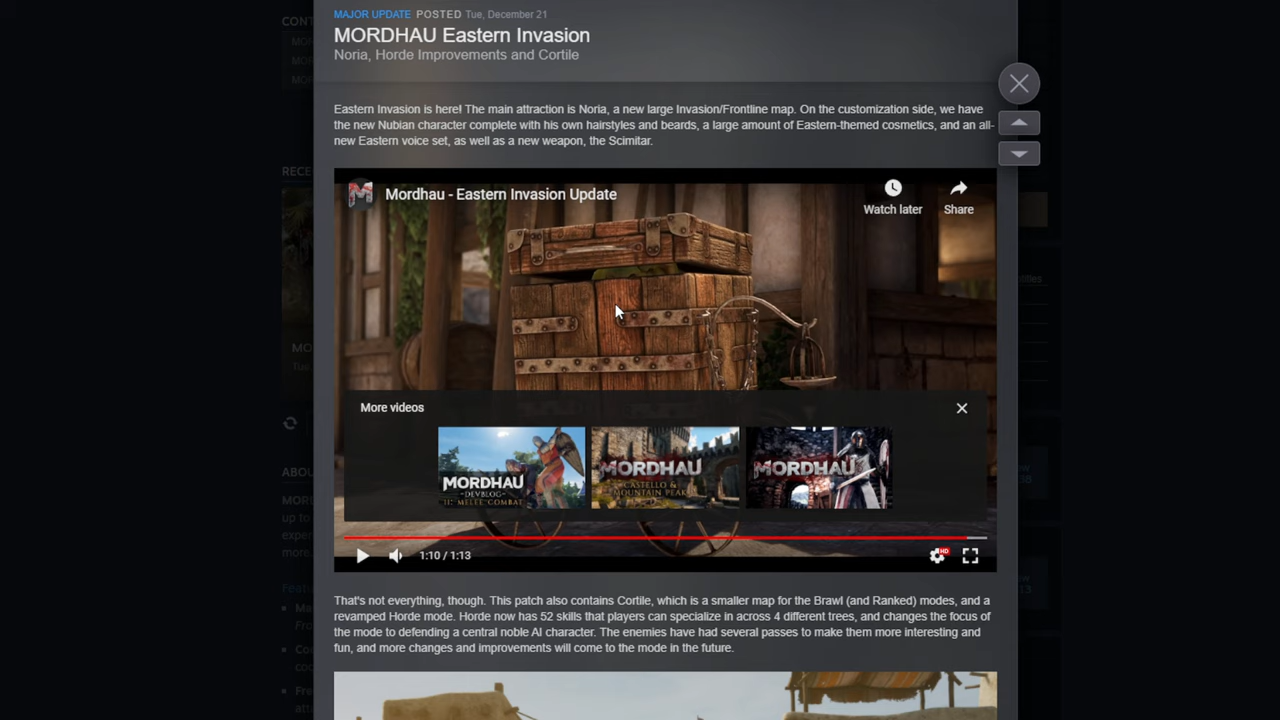 MAJOR UPDATE POSTED Tue, December 21
MORDHAU Eastern Invasion
Noria, Horde Improvements and Cortile
Eastern Invasion is here! The main attraction is Noria, a new large Invasion/Frontline map. On the customization side, we have
the new Nubian character complete with his own hairstyles and beards, a large amount of Eastern-themed cosmetics, and an all-
new Eastern voice set, as well as a new weapon, the Scimitar.
Mordhau - Eastern Invasion Update
Watch later
Share
More videos
MORDHAU
DEVBLOG
II: MELEE COMBAT
MORDHAU
CASTELLO &
MOUNTAIN PEAK
MORDHAU
1:10 / 1:13
HD
That's not everything, though. This patch also contains Cortile, which is a smaller map for the Brawl (and Ranked) modes, and a
revamped Horde mode. Horde now has 52 skills that players can specialize in across 4 different trees, and changes the focus of
the mode to defending a central noble AI character. The enemies have had several passes to make them more interesting and
fun, and more changes and improvements will come to the mode in the future.